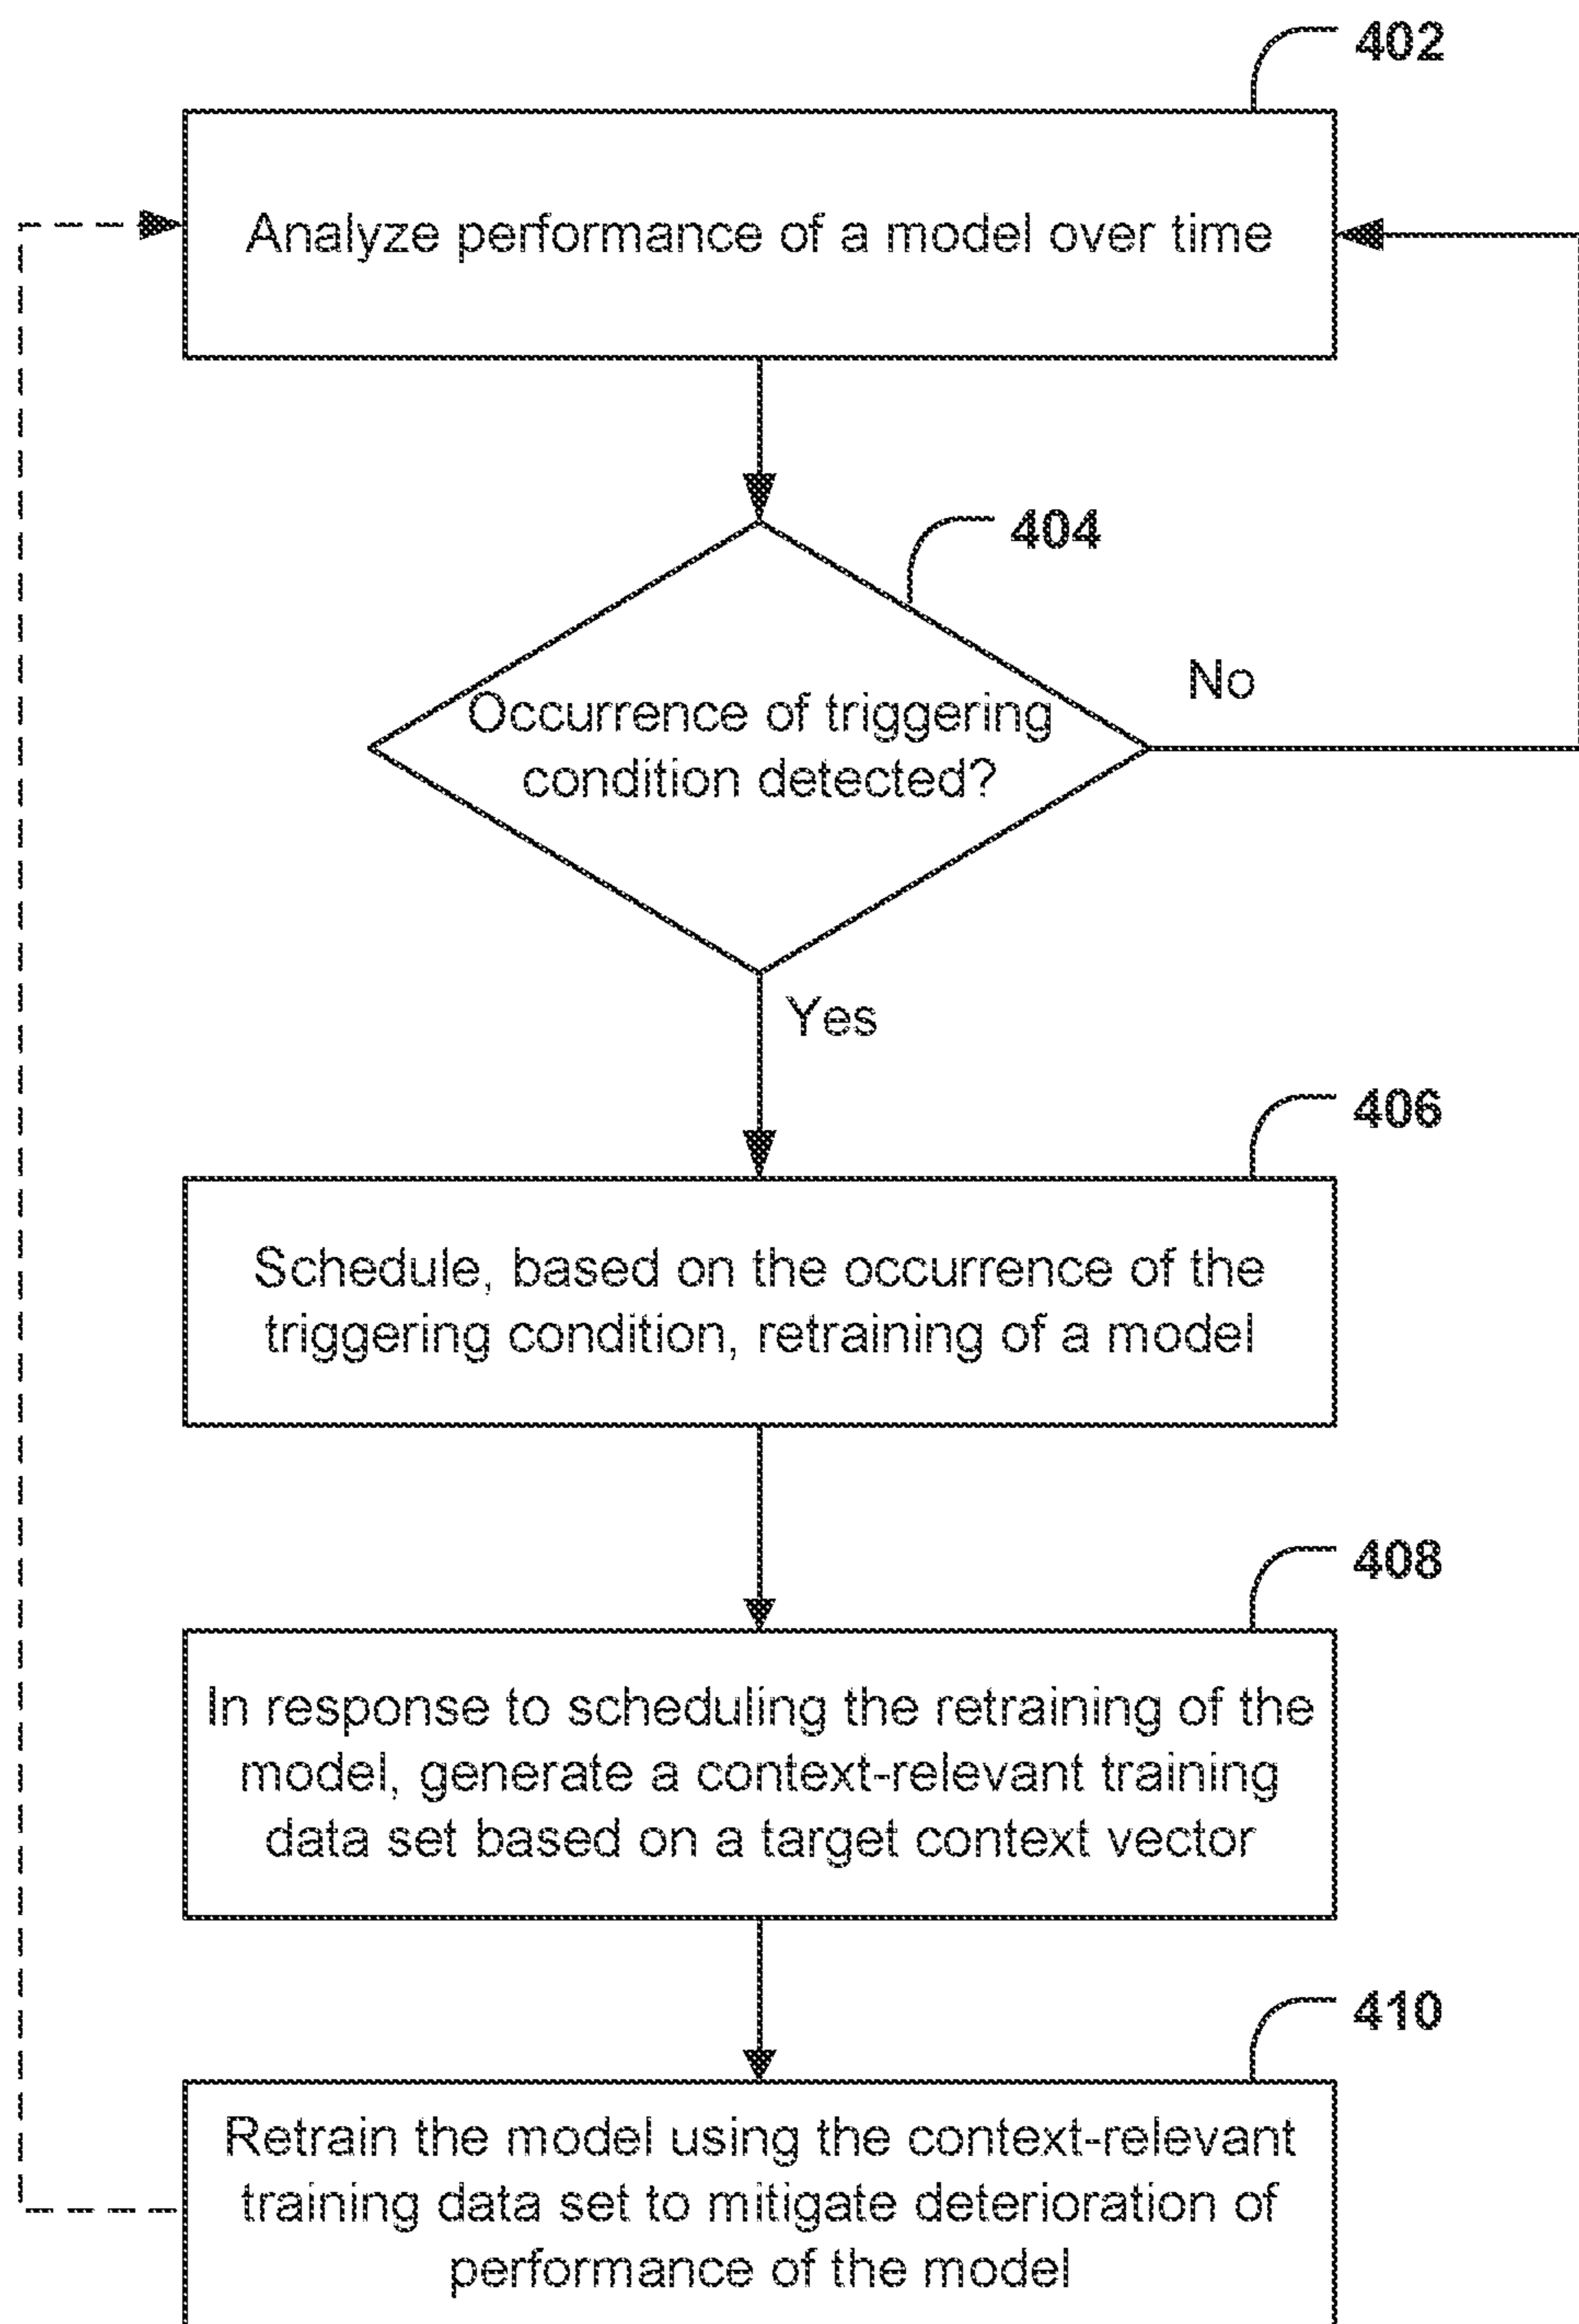 402
Analyze performance of a model over time
404
Occurrence of triggering
condition detected?
No
Yes
406
Schedule, based on the occurrence of the
triggering condition, retraining of a model
408
In response to scheduling the retraining of the
model, generate a context-relevant training
data set based on a target context vector
410
Retrain the model using the context-relevant
training data set to mitigate deterioration of
performance of the model